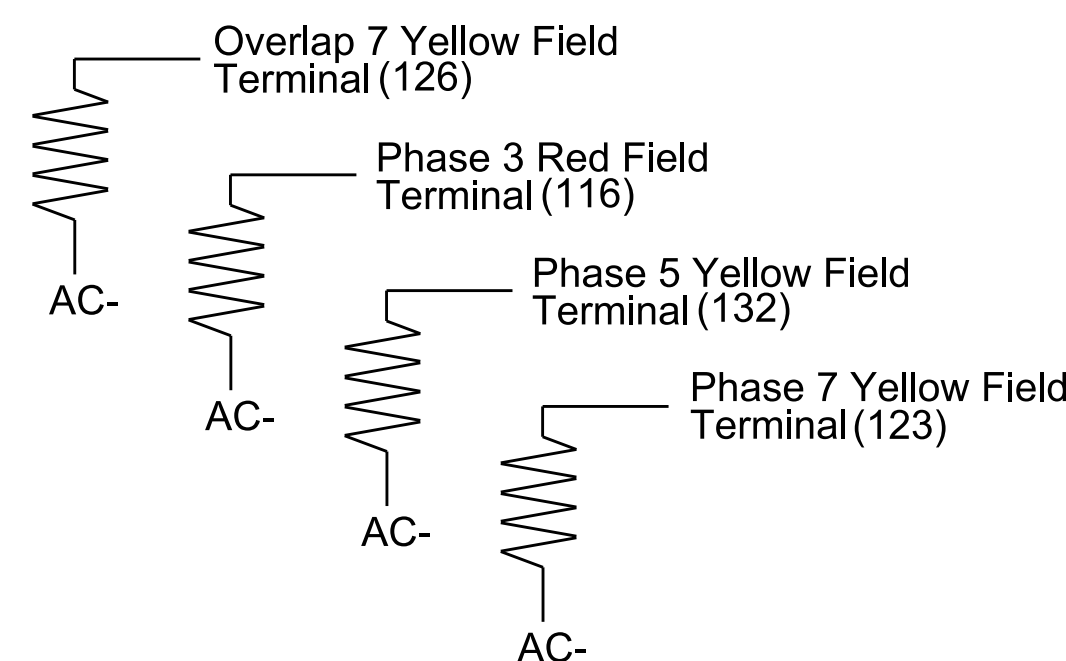 Overlap 7 Yellow Field
Terminal (126)
AC-
Phase 3 Red Field
Terminal (116)
AC-
Phase 5 Yellow Field
Terminal (132)
AC-
Phase 7 Yellow Field
Terminal (123)
AC-